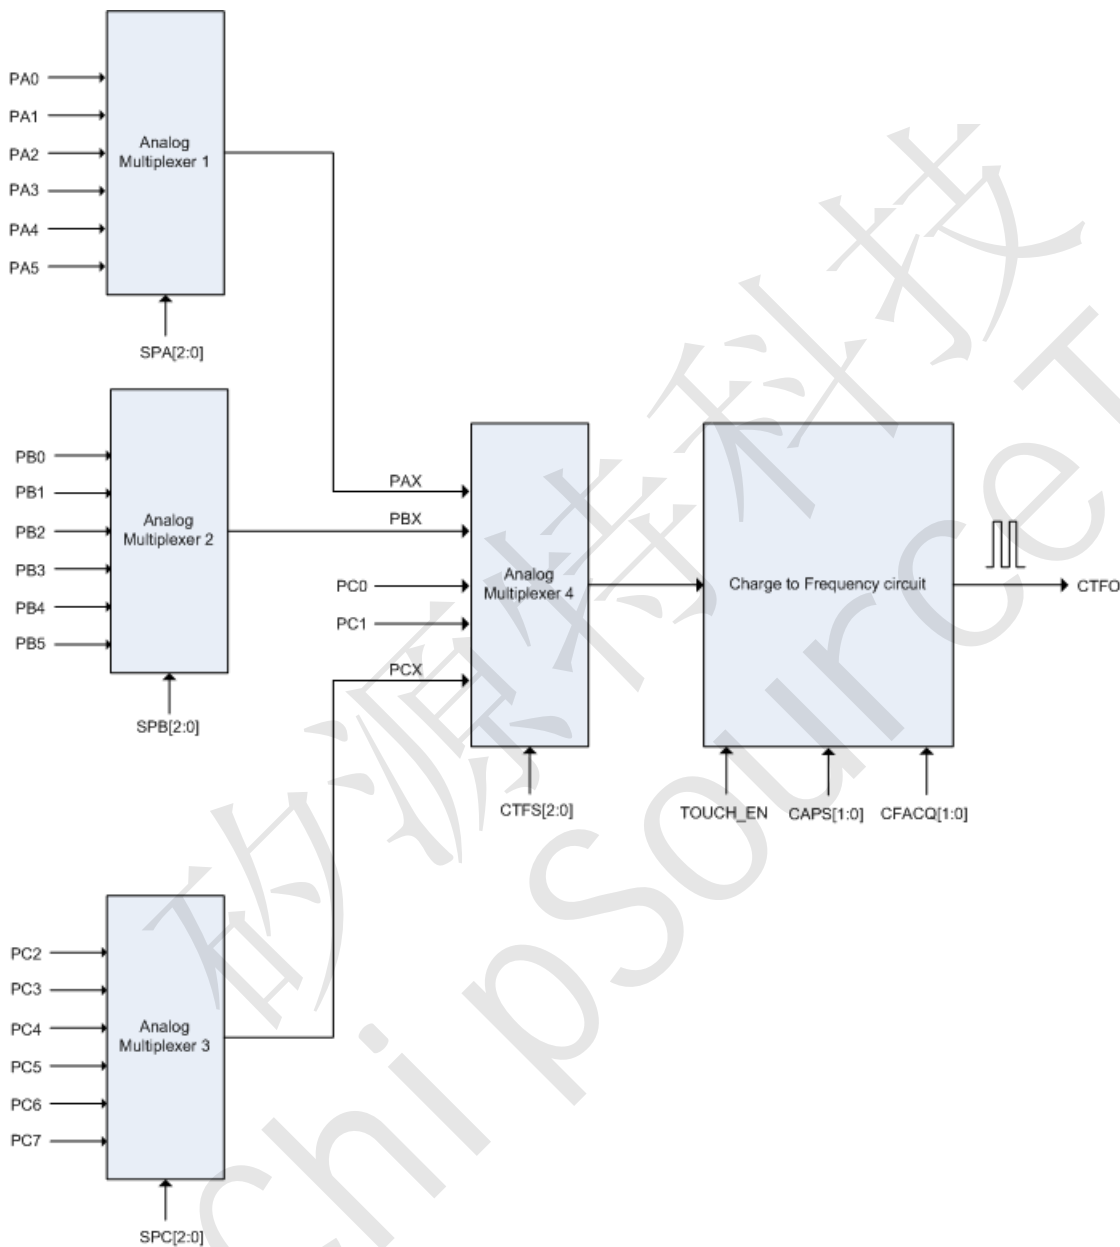 PA0
PA1
PA2
PA3
PA4
PA5
Analog
Multiplexer 1
SPA[2:0]
PB0
PB1
PB2
PB3
PB4
PB5
Analog
Multiplexer 2
SPB[2:0]
PAX
PBX
PC0
PC1
PCX
Analog
Multiplexer 4
CTFS[2:0]
Charge to Frequency circuit
TOUCH_EN
CAPS[1:0]
CFACQ[1:0]
CTFO
PC2
PC3
PC4
PC5
PC6
PC7
Analog
Multiplexer 3
SPC[2:0]
矽源特科技